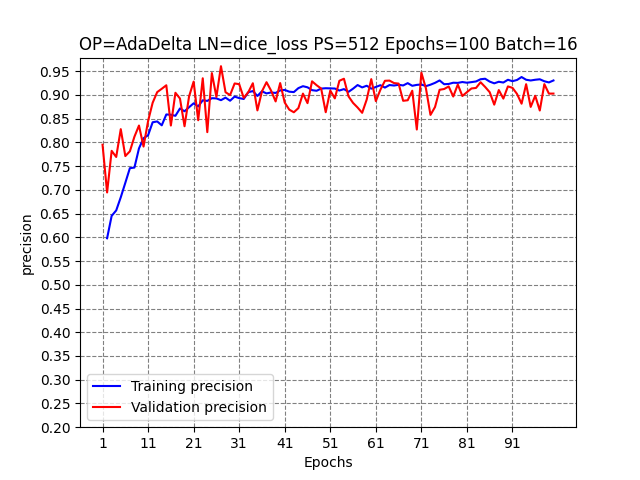 OP=AdaDelta LN=dice_loss PS=512 Epochs=100 Batch=16
0.95
0.90
0.85
0.80
0.75
0.70
0.65
0.60
0.55
0.50
0.45
0.40
0.35
0.30
0.25
0.20
precision
Training precision
Validation precision
1 11 21 31 41 51 61 71 81 91
Epochs